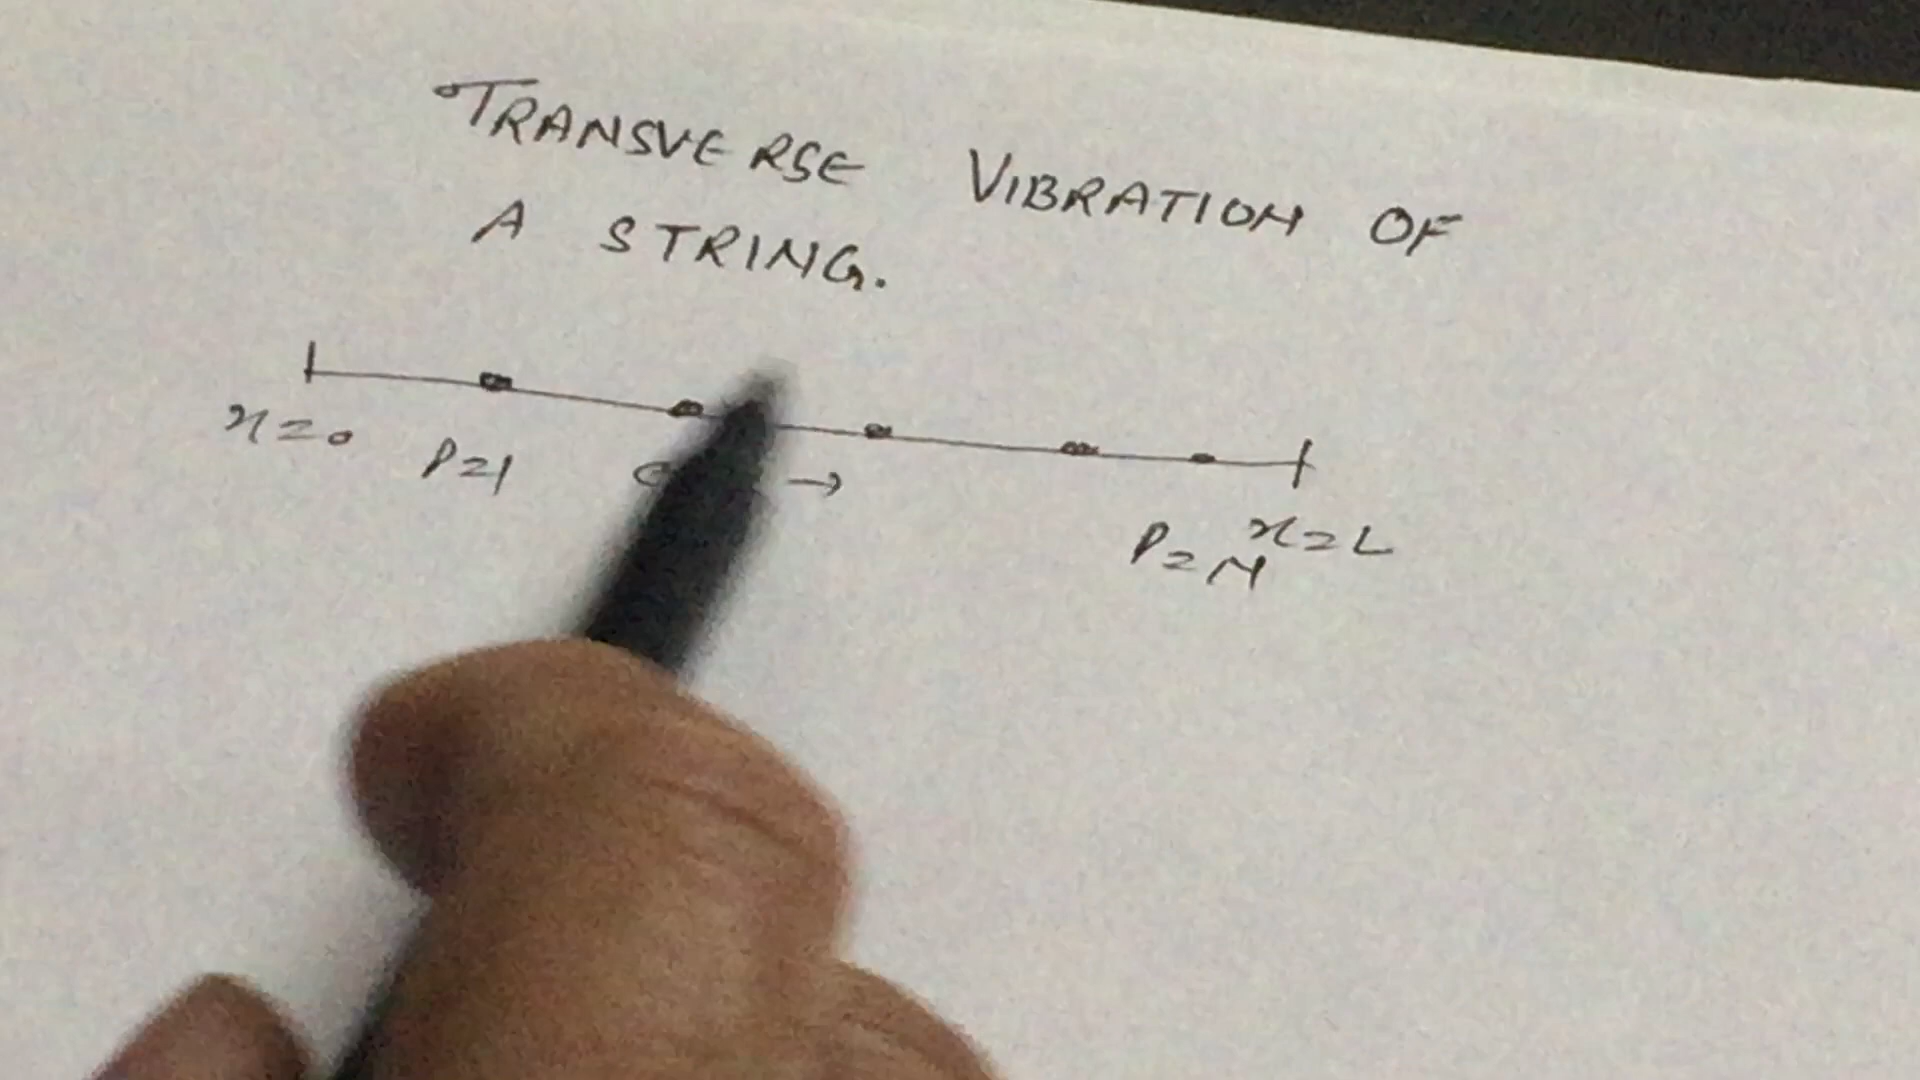 TRANSVERSE VIBRATION OF
A STRING.
x=0
P=1
→
x=L
P=N